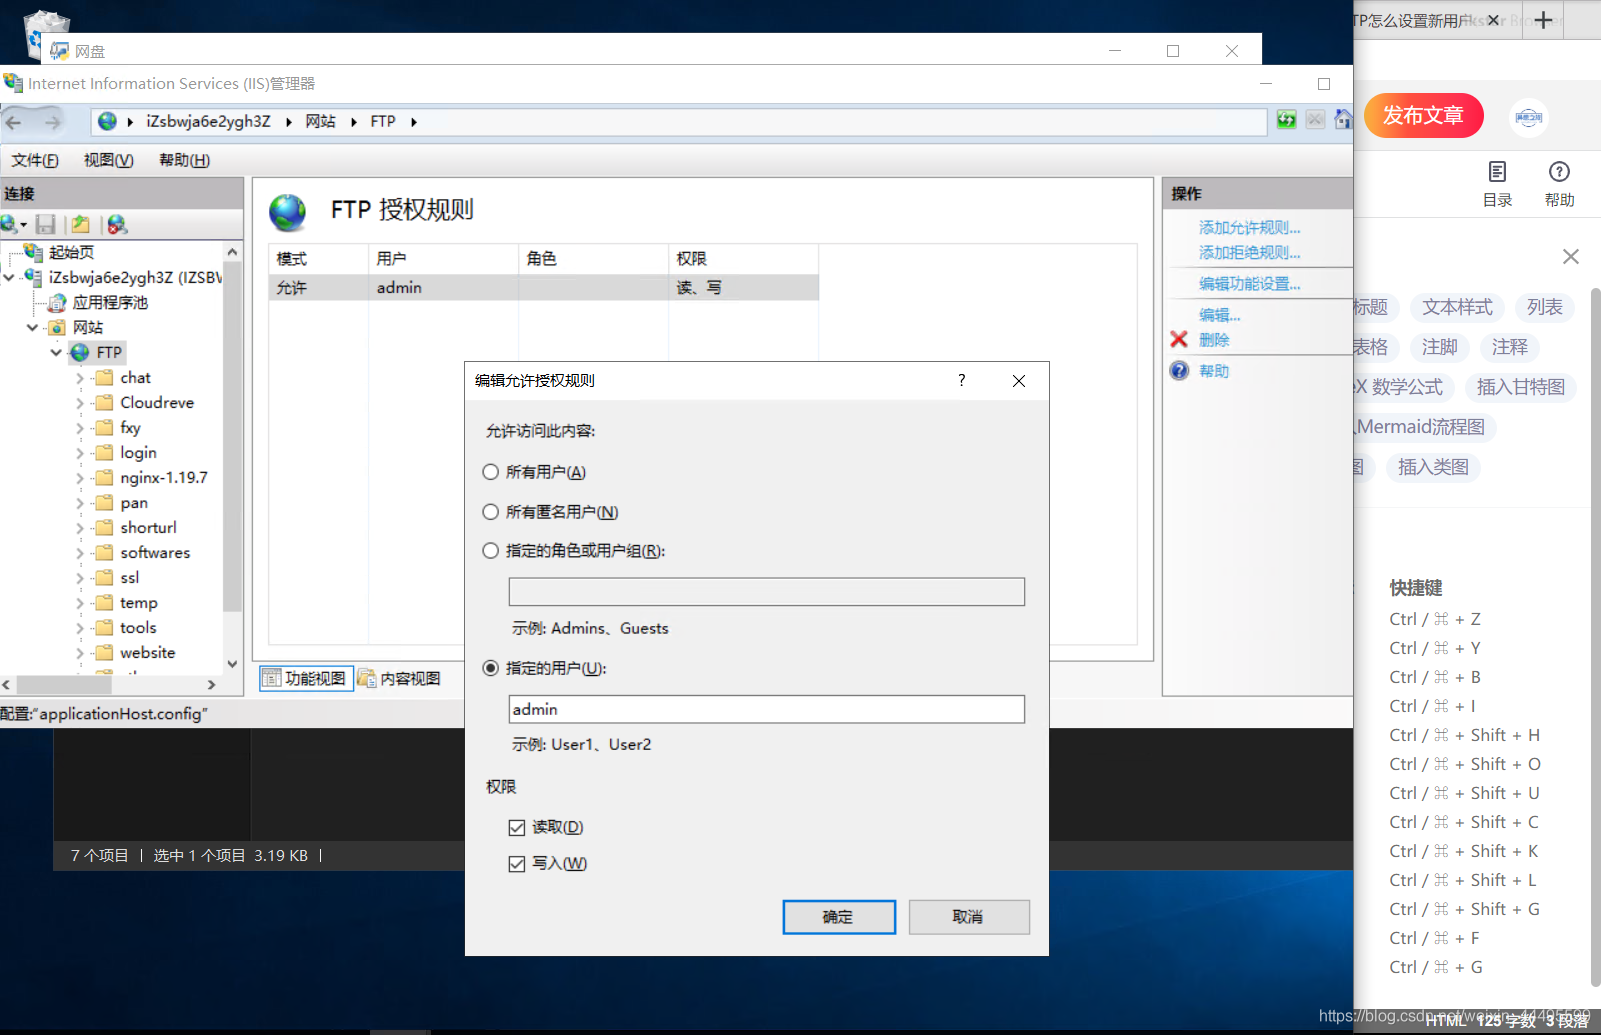 网盘
Internet Information Services (IIS)管理器
iZsbwja6e2ygh3Z 网站 FTP
文件(F) 视图(V) 帮助(H)
连接
起始页
iZsbwja6e2ygh3Z (IZSBW
应用程序池
网站
FTP
chat
Cloudreve
fxy
login
nginx-1.19.7
pan
shorturl
softwares
ssl
temp
tools
website
FTP 授权规则
模式 用户 角色 权限
允许 admin 读、写
功能视图 内容视图
配置:“applicationHost.config”
操作
添加允许规则...
添加拒绝规则...
编辑功能设置...
编辑...
删除
帮助
编辑允许授权规则 ?
允许访问此内容:
所有用户(A)
所有匿名用户(N)
指定的角色或用户组(R):
示例: Admins、Guests
指定的用户(U):
admin
示例: User1、User2
权限
读取(D)
写入(W)
确定 取消
7 个项目 | 选中 1 个项目 3.19 KB |
TP怎么设置新用户
发布文章
目录 帮助
标题 文本样式 列表
表格 注脚 注释
X 数学公式 插入甘特图
Mermaid流程图
图 插入类图
快捷键
Ctrl / ⌘ + Z
Ctrl / ⌘ + Y
Ctrl / ⌘ + B
Ctrl / ⌘ + I
Ctrl / ⌘ + Shift + H
Ctrl / ⌘ + Shift + O
Ctrl / ⌘ + Shift + U
Ctrl / ⌘ + Shift + C
Ctrl / ⌘ + Shift + K
Ctrl / ⌘ + Shift + L
Ctrl / ⌘ + Shift + G
Ctrl / ⌘ + F
Ctrl / ⌘ + G
https://blog.csdn.net/weixin_44495599
HTML 125 字数 3 段落